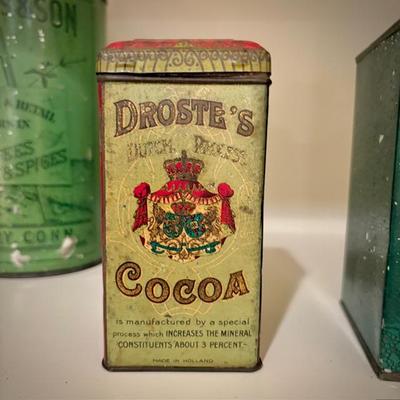 & SON
& RETAIL
& SPICES
Y CONN
DROSTE'S
DUTCH PROCESS
COCOA
is manufactured by a special
process which INCREASES THE MINERAL
CONSTITUENTS ABOUT 3 PERCENT.
MADE IN HOLLAND